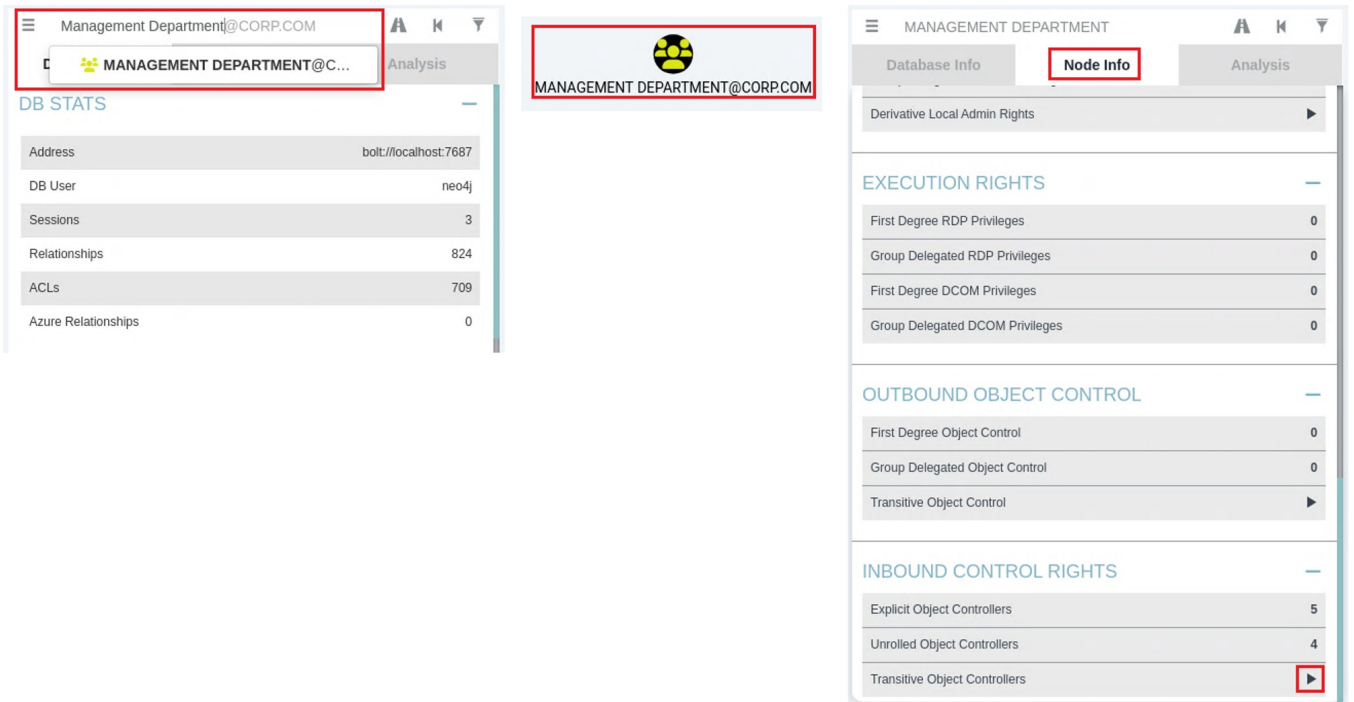 Management Department@CORP.COM
MANAGEMENT DEPARTMENT@C...
Analysis
DB STATS
Address bolt://localhost:7687
DB User neo4j
Sessions 3
Relationships 824
ACLs 709
Azure Relationships 0
MANAGEMENT DEPARTMENT@CORP.COM
MANAGEMENT DEPARTMENT
Database Info Node Info Analysis
Derivative Local Admin Rights
EXECUTION RIGHTS
First Degree RDP Privileges 0
Group Delegated RDP Privileges 0
First Degree DCOM Privileges 0
Group Delegated DCOM Privileges 0
OUTBOUND OBJECT CONTROL
First Degree Object Control 0
Group Delegated Object Control 0
Transitive Object Control
INBOUND CONTROL RIGHTS
Explicit Object Controllers 5
Unrolled Object Controllers 4
Transitive Object Controllers